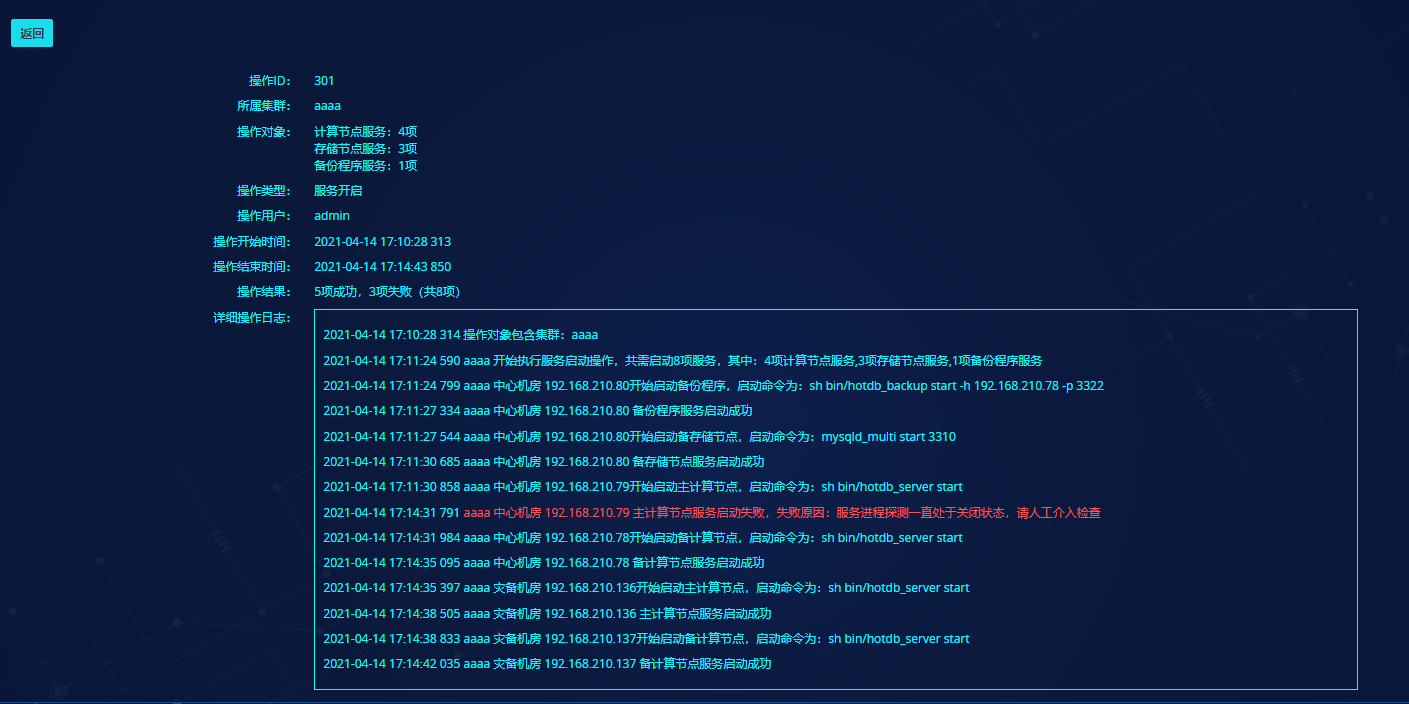 返回
操作ID： 301
所属集群： aaaa
操作对象： 计算节点服务：4项
存储节点服务：3项
备份程序服务：1项
操作类型： 服务开启
操作用户： admin
操作开始时间： 2021-04-14 17:10:28 313
操作结束时间： 2021-04-14 17:14:43 850
操作结果： 5项成功，3项失败（共8项）
详细操作日志：
2021-04-14 17:10:28 314 操作对象包含集群：aaaa
2021-04-14 17:11:24 590 aaaa 开始执行服务启动操作，共需启动8项服务，其中：4项计算节点服务,3项存储节点服务,1项备份程序服务
2021-04-14 17:11:24 799 aaaa 中心机房 192.168.210.80开始启动备份程序，启动命令为：sh bin/hotdb_backup start -h 192.168.210.78 -p 3322
2021-04-14 17:11:27 334 aaaa 中心机房 192.168.210.80 备份程序服务启动成功
2021-04-14 17:11:27 544 aaaa 中心机房 192.168.210.80开始启动备存储节点，启动命令为：mysqld_multi start 3310
2021-04-14 17:11:30 685 aaaa 中心机房 192.168.210.80 备存储节点服务启动成功
2021-04-14 17:11:30 858 aaaa 中心机房 192.168.210.79开始启动主计算节点，启动命令为：sh bin/hotdb_server start
2021-04-14 17:14:31 791 aaaa 中心机房 192.168.210.79 主计算节点服务启动失败，失败原因：服务进程探测一直处于关闭状态，请人工介入检查
2021-04-14 17:14:31 984 aaaa 中心机房 192.168.210.78开始启动备计算节点，启动命令为：sh bin/hotdb_server start
2021-04-14 17:14:35 095 aaaa 中心机房 192.168.210.78 备计算节点服务启动成功
2021-04-14 17:14:35 397 aaaa 灾备机房 192.168.210.136开始启动主计算节点，启动命令为：sh bin/hotdb_server start
2021-04-14 17:14:38 505 aaaa 灾备机房 192.168.210.136 主计算节点服务启动成功
2021-04-14 17:14:38 833 aaaa 灾备机房 192.168.210.137开始启动备计算节点，启动命令为：sh bin/hotdb_server start
2021-04-14 17:14:42 035 aaaa 灾备机房 192.168.210.137 备计算节点服务启动成功